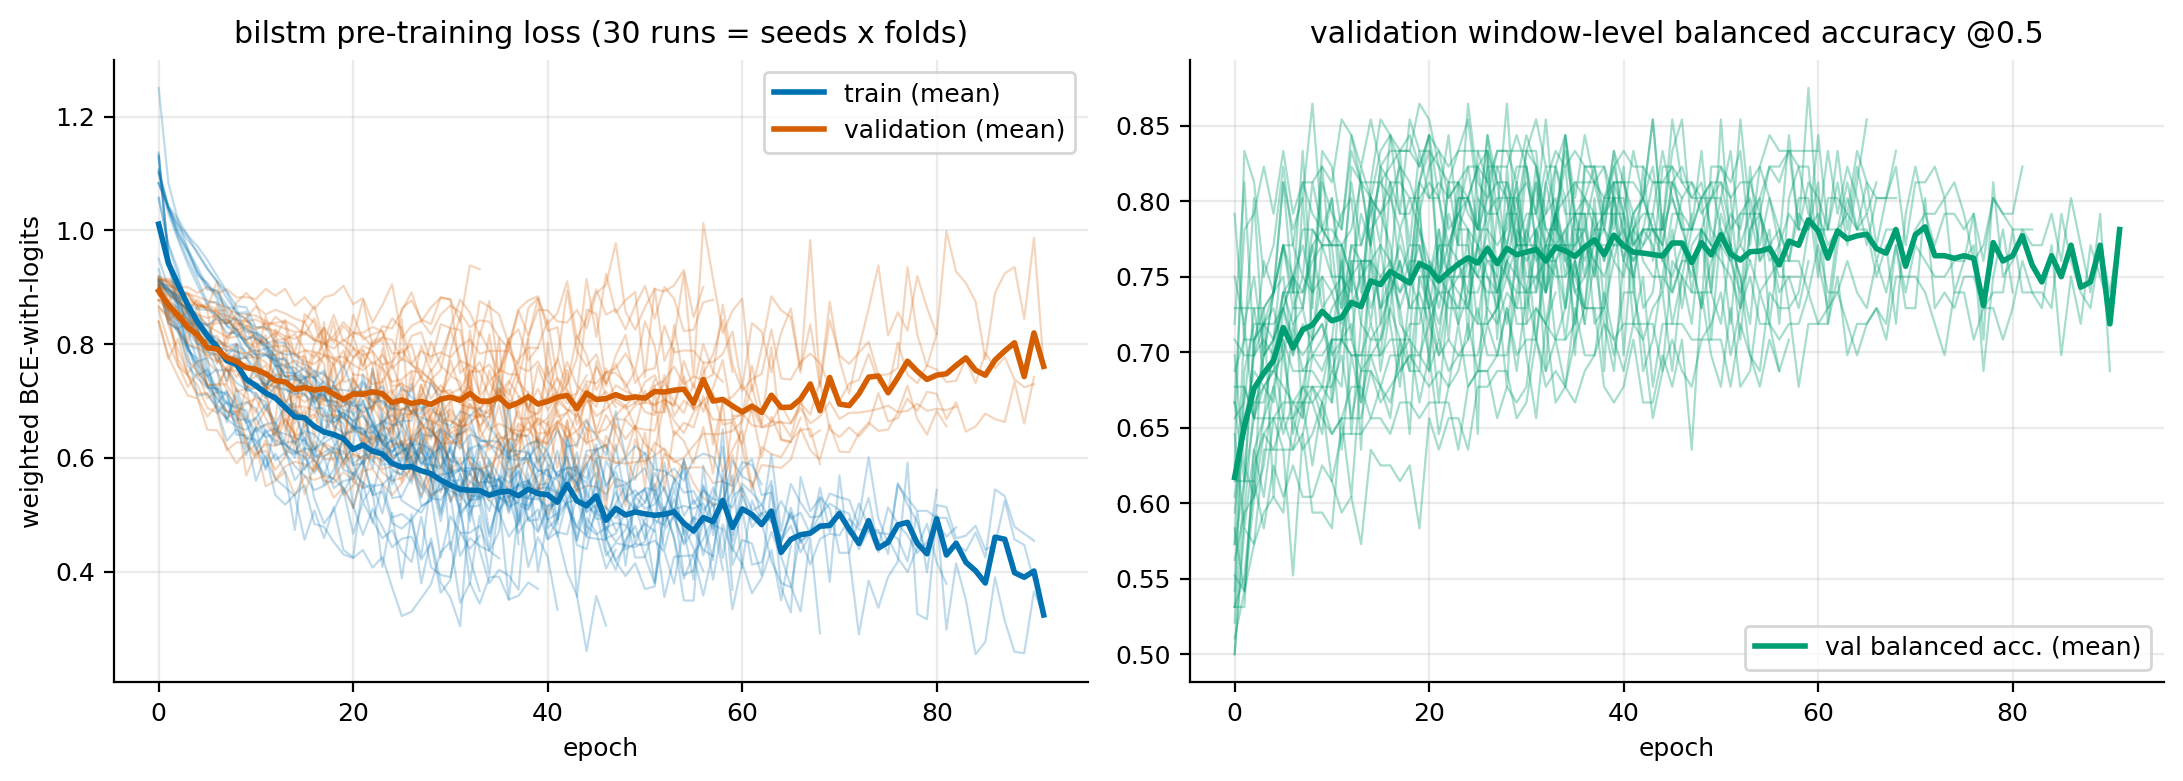 bilstm pre-training loss (30 runs = seeds x folds)
train (mean)
validation (mean)
weighted BCE-with-logits
1.2
1.0
0.8
0.6
0.4
0
20
40
60
80
epoch
validation window-level balanced accuracy @0.5
0.85
0.80
0.75
0.70
0.65
0.60
0.55
0.50
val balanced acc. (mean)
0
20
40
60
80
epoch